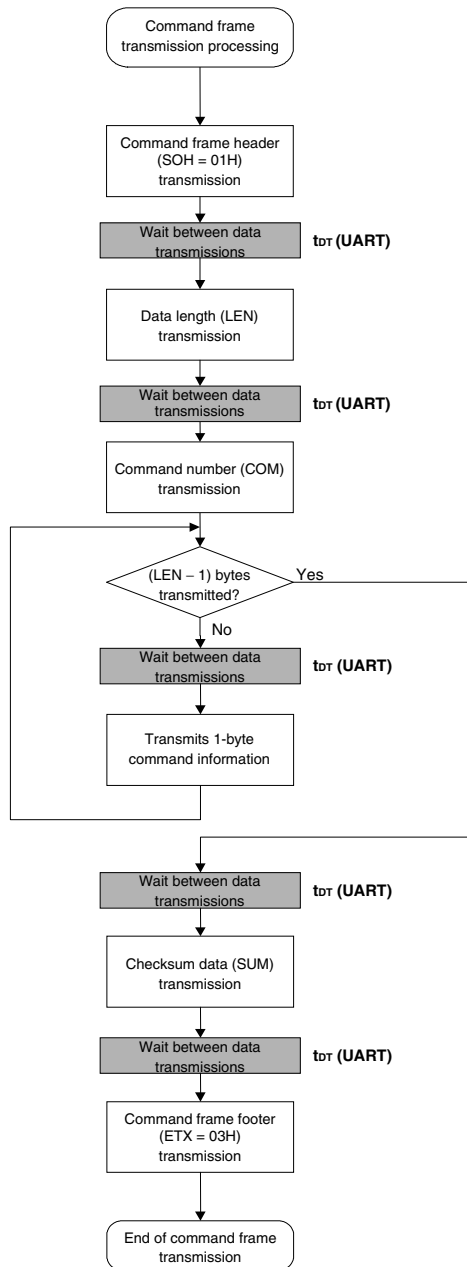 Command frame
transmission processing
Command frame header
(SOH = 01H)
transmission
Wait between data
transmissions
tDT (UART)
Data length (LEN)
transmission
Wait between data
transmissions
tDT (UART)
Command number (COM)
transmission
(LEN − 1) bytes
transmitted?
Yes
No
Wait between data
transmissions
tDT (UART)
Transmits 1-byte
command information
Wait between data
transmissions
tDT (UART)
Checksum data (SUM)
transmission
Wait between data
transmissions
tDT (UART)
Command frame footer
(ETX = 03H)
transmission
End of command frame
transmission